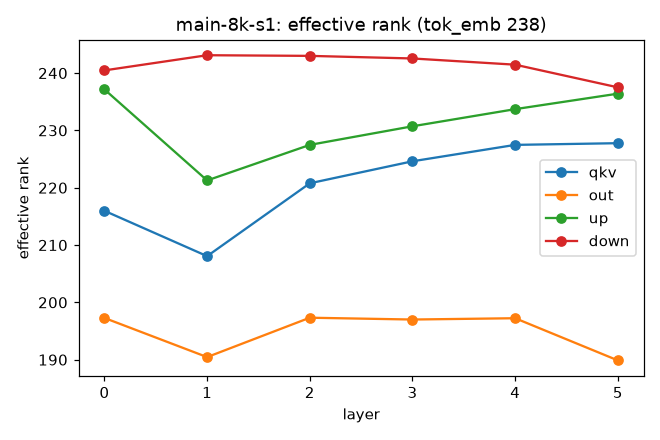 main-8k-s1: effective rank (tok_emb 238)
effective rank
240
230
220
210
200
190
qkv
out
up
down
0 1 2 3 4 5
layer